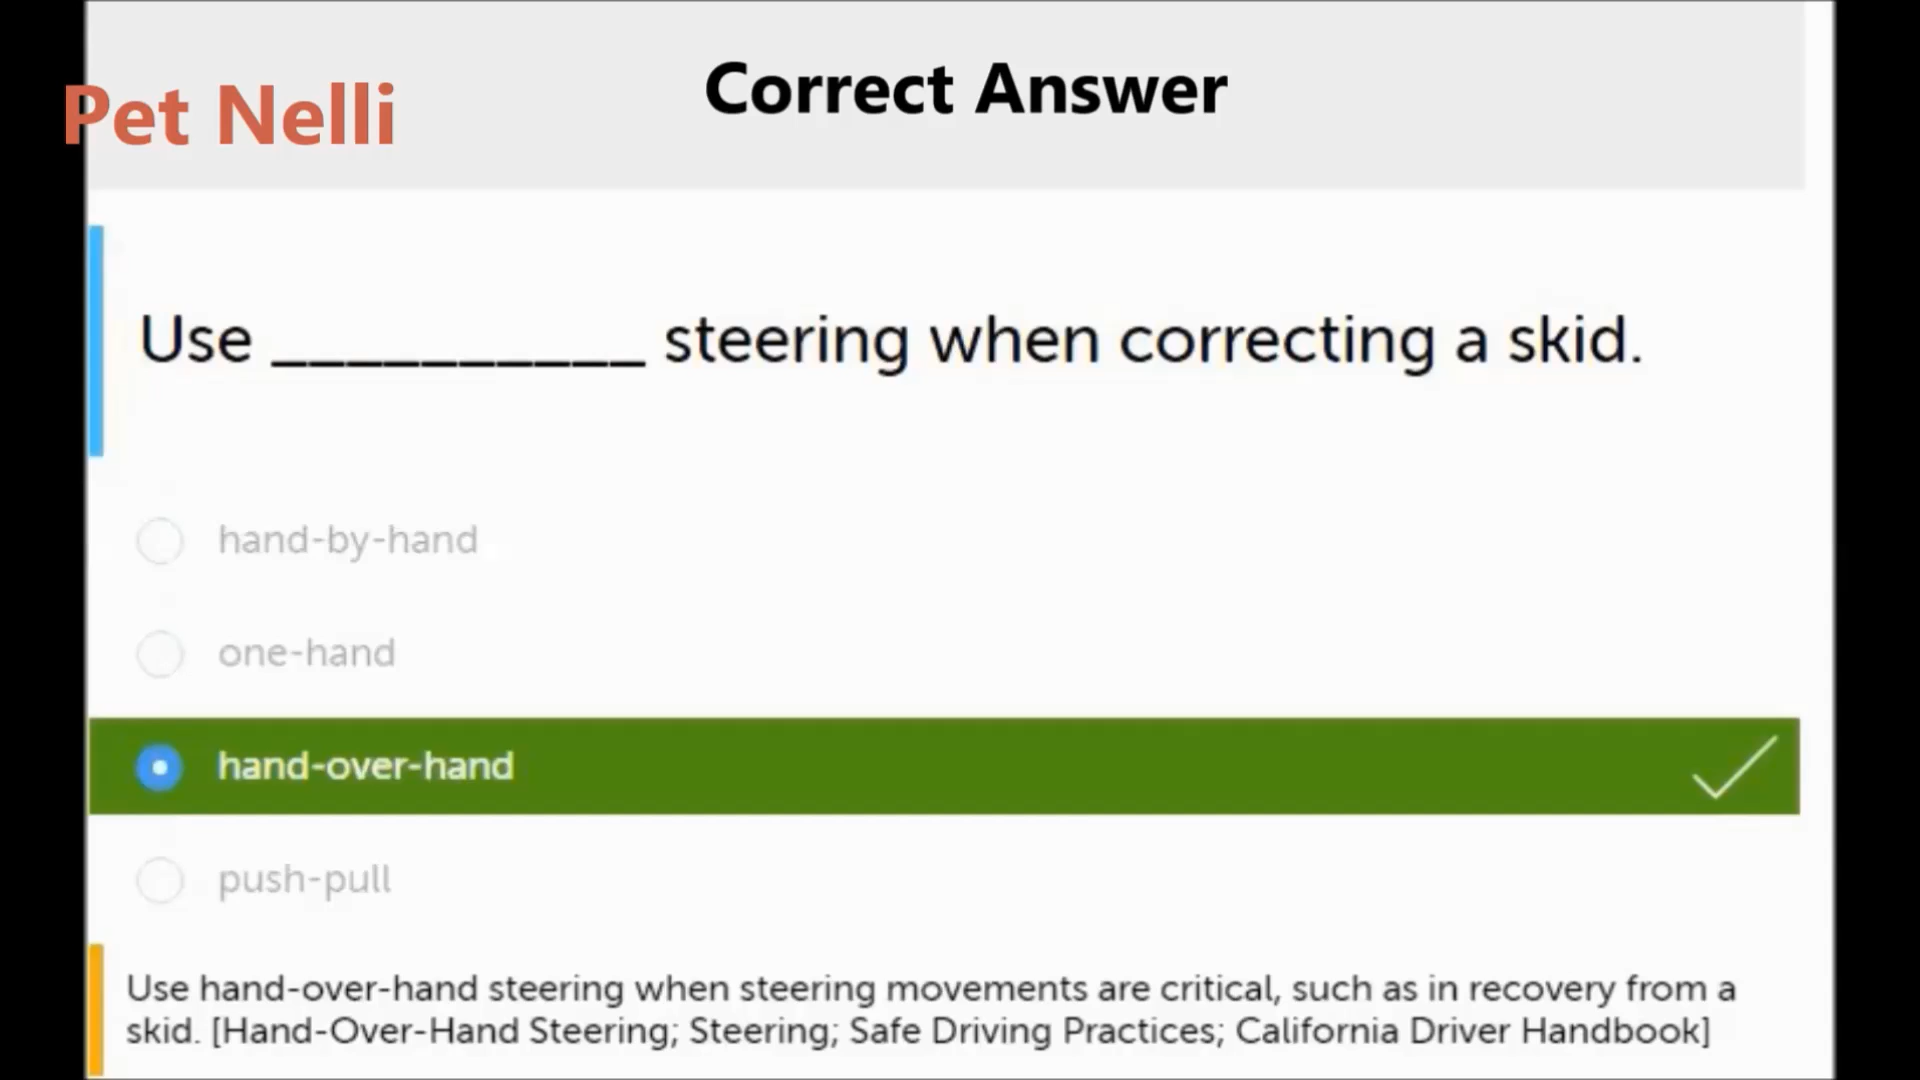 Correct Answer
Pet Nelli
Use __________ steering when correcting a skid.
hand-by-hand
one-hand
hand-over-hand
push-pull
Use hand-over-hand steering when steering movements are critical, such as in recovery from a
skid. [Hand-Over-Hand Steering; Steering; Safe Driving Practices; California Driver Handbook]